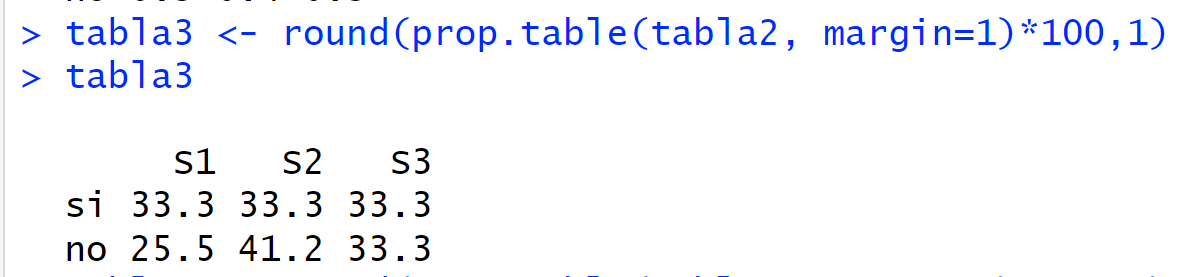 > tabla3 <- round(prop.table(tabla2, margin=1)*100,1)
> tabla3
S1 S2 S3
si 33.3 33.3 33.3
no 25.5 41.2 33.3